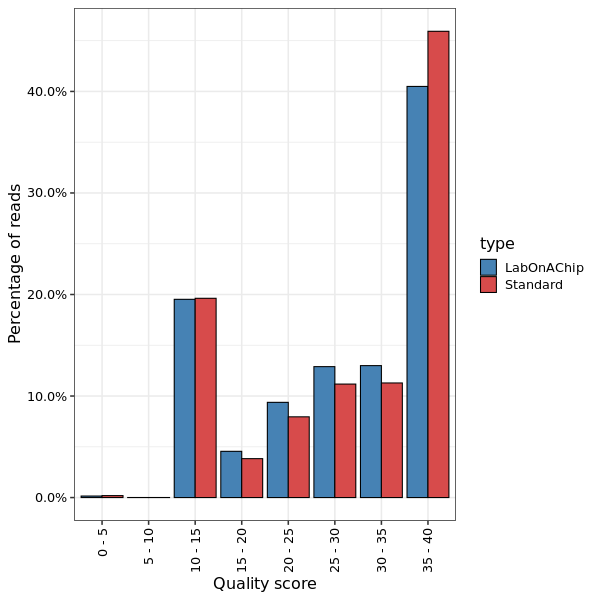 Percentage of reads
40.0%
30.0%
20.0%
10.0%
0.0%
0 - 5
5 - 10
10 - 15
15 - 20
20 - 25
25 - 30
30 - 35
35 - 40
Quality score
type
LabOnAChip
Standard